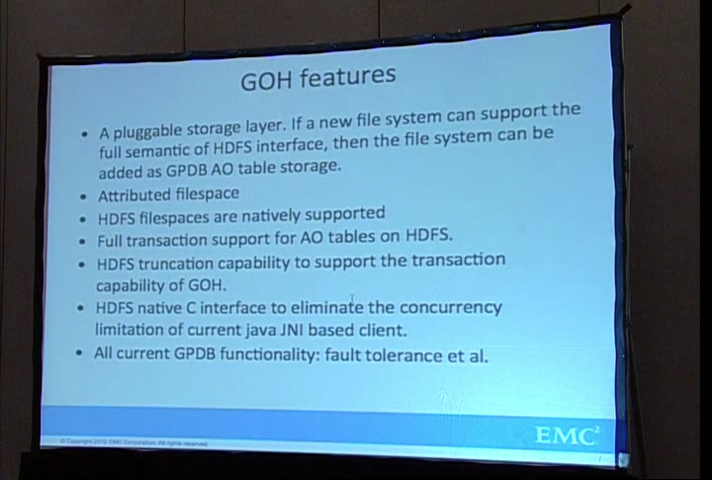 GOH features
• A pluggable storage layer. If a new file system can support the
full semantic of HDFS interface, then the file system can be
added as GPDB AO table storage.
• Attributed filespace
• HDFS filespaces are natively supported
• Full transaction support for AO tables on HDFS.
• HDFS truncation capability to support the transaction
capability of GOH.
• HDFS native C interface to eliminate the concurrency
limitation of current java JNI based client.
• All current GPDB functionality: fault tolerance et al.
EMC²
© Copyright 2012 EMC Corporation. All rights reserved.